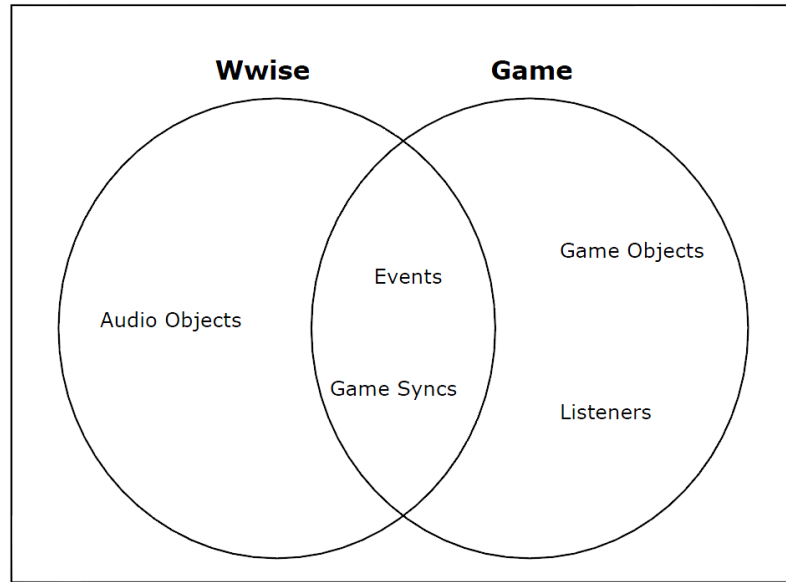 Wwise
Game
Game Objects
Events
Audio Objects
Game Syncs
Listeners